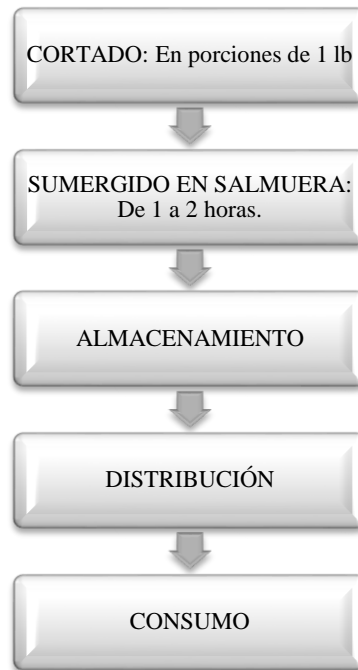 CORTADO: En porciones de 1 lb
SUMERGIDO EN SALMUERA:
De 1 a 2 horas.
ALMACENAMIENTO
DISTRIBUCIÓN
CONSUMO